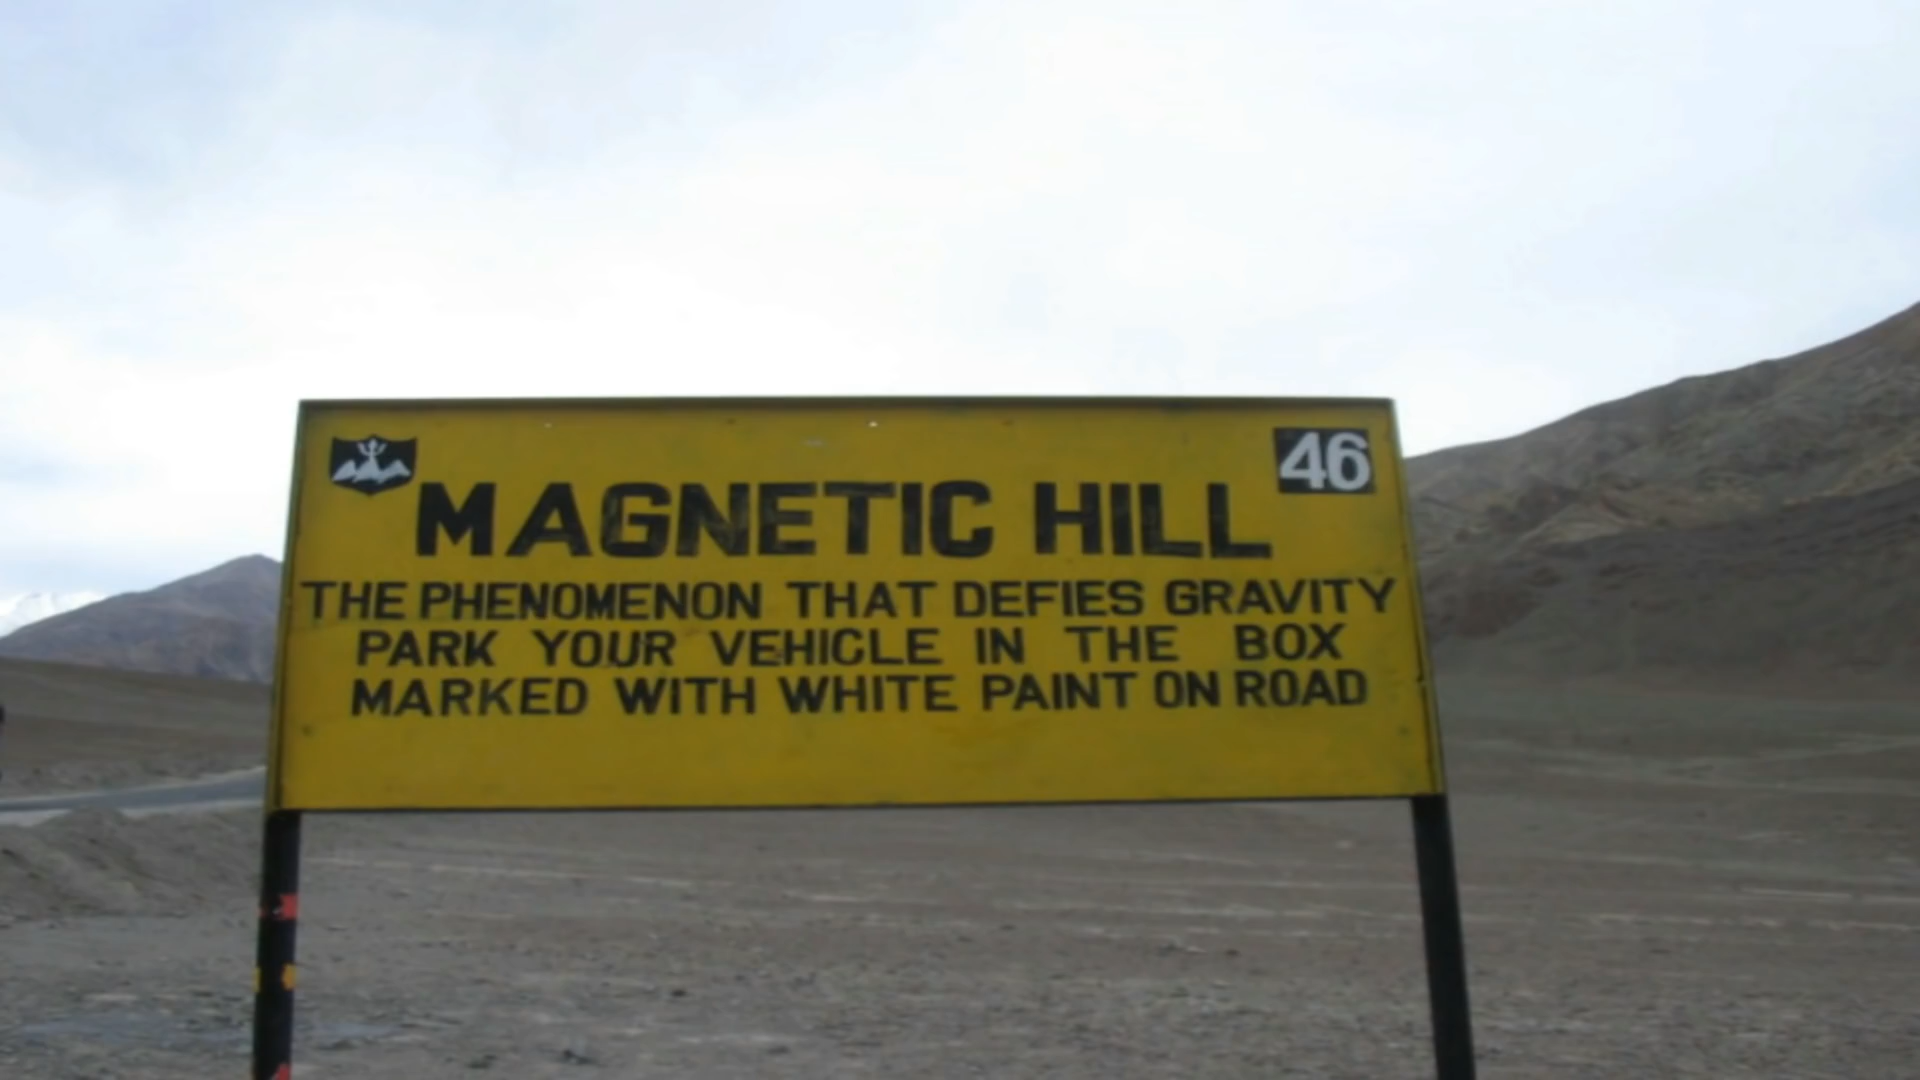 46
MAGNETIC HILL
THE PHENOMENON THAT DEFIES GRAVITY
PARK YOUR VEHICLE IN THE BOX
MARKED WITH WHITE PAINT ON ROAD